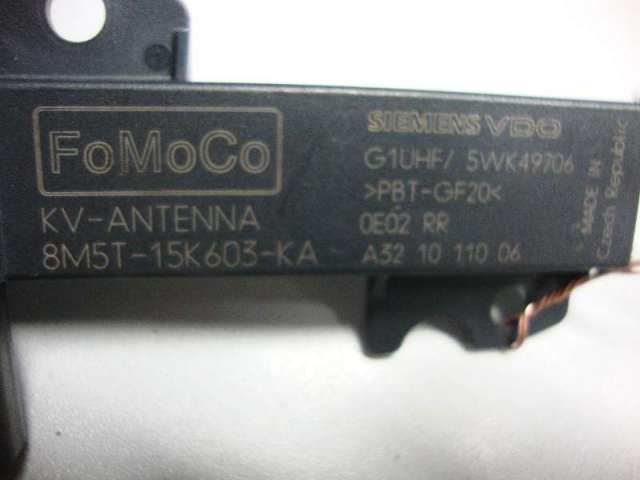 FoMoCo
KV-ANTENNA
8M5T-15K603-KA
SIEMENS VDO
G1UHF/ 5WK49706
>PBT-GF20<
0E02 RR
A32 10 110 06
MADE IN
Czech Republic